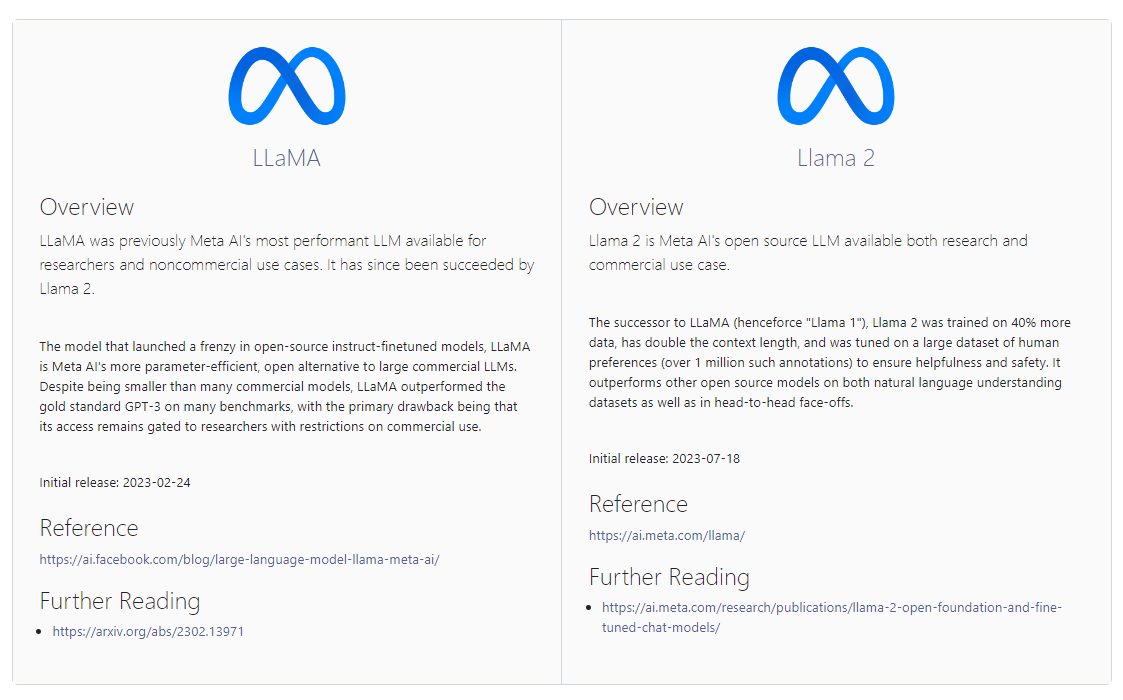 LLaMA
Overview
LLaMA was previously Meta AI's most performant LLM available for
researchers and noncommercial use cases. It has since been succeeded by
Llama 2.
The model that launched a frenzy in open-source instruct-finetuned models, LLaMA
is Meta AI's more parameter-efficient, open alternative to large commercial LLMs.
Despite being smaller than many commercial models, LLaMA outperformed the
gold standard GPT-3 on many benchmarks, with the primary drawback being that
its access remains gated to researchers with restrictions on commercial use.
Initial release: 2023-02-24
Reference
https://ai.facebook.com/blog/large-language-model-llama-meta-ai/
Further Reading
• https://arxiv.org/abs/2302.13971
Llama 2
Overview
Llama 2 is Meta AI's open source LLM available both research and
commercial use case.
The successor to LLaMA (henceforth "Llama 1"), Llama 2 was trained on 40% more
data, has double the context length, and was tuned on a large dataset of human
preferences (over 1 million such annotations) to ensure helpfulness and safety. It
outperforms other open source models on both natural language understanding
datasets as well as in head-to-head face-offs.
Initial release: 2023-07-18
Reference
https://ai.meta.com/llama/
Further Reading
• https://ai.meta.com/research/publications/llama-2-open-foundation-and-fine-
tuned-chat-models/